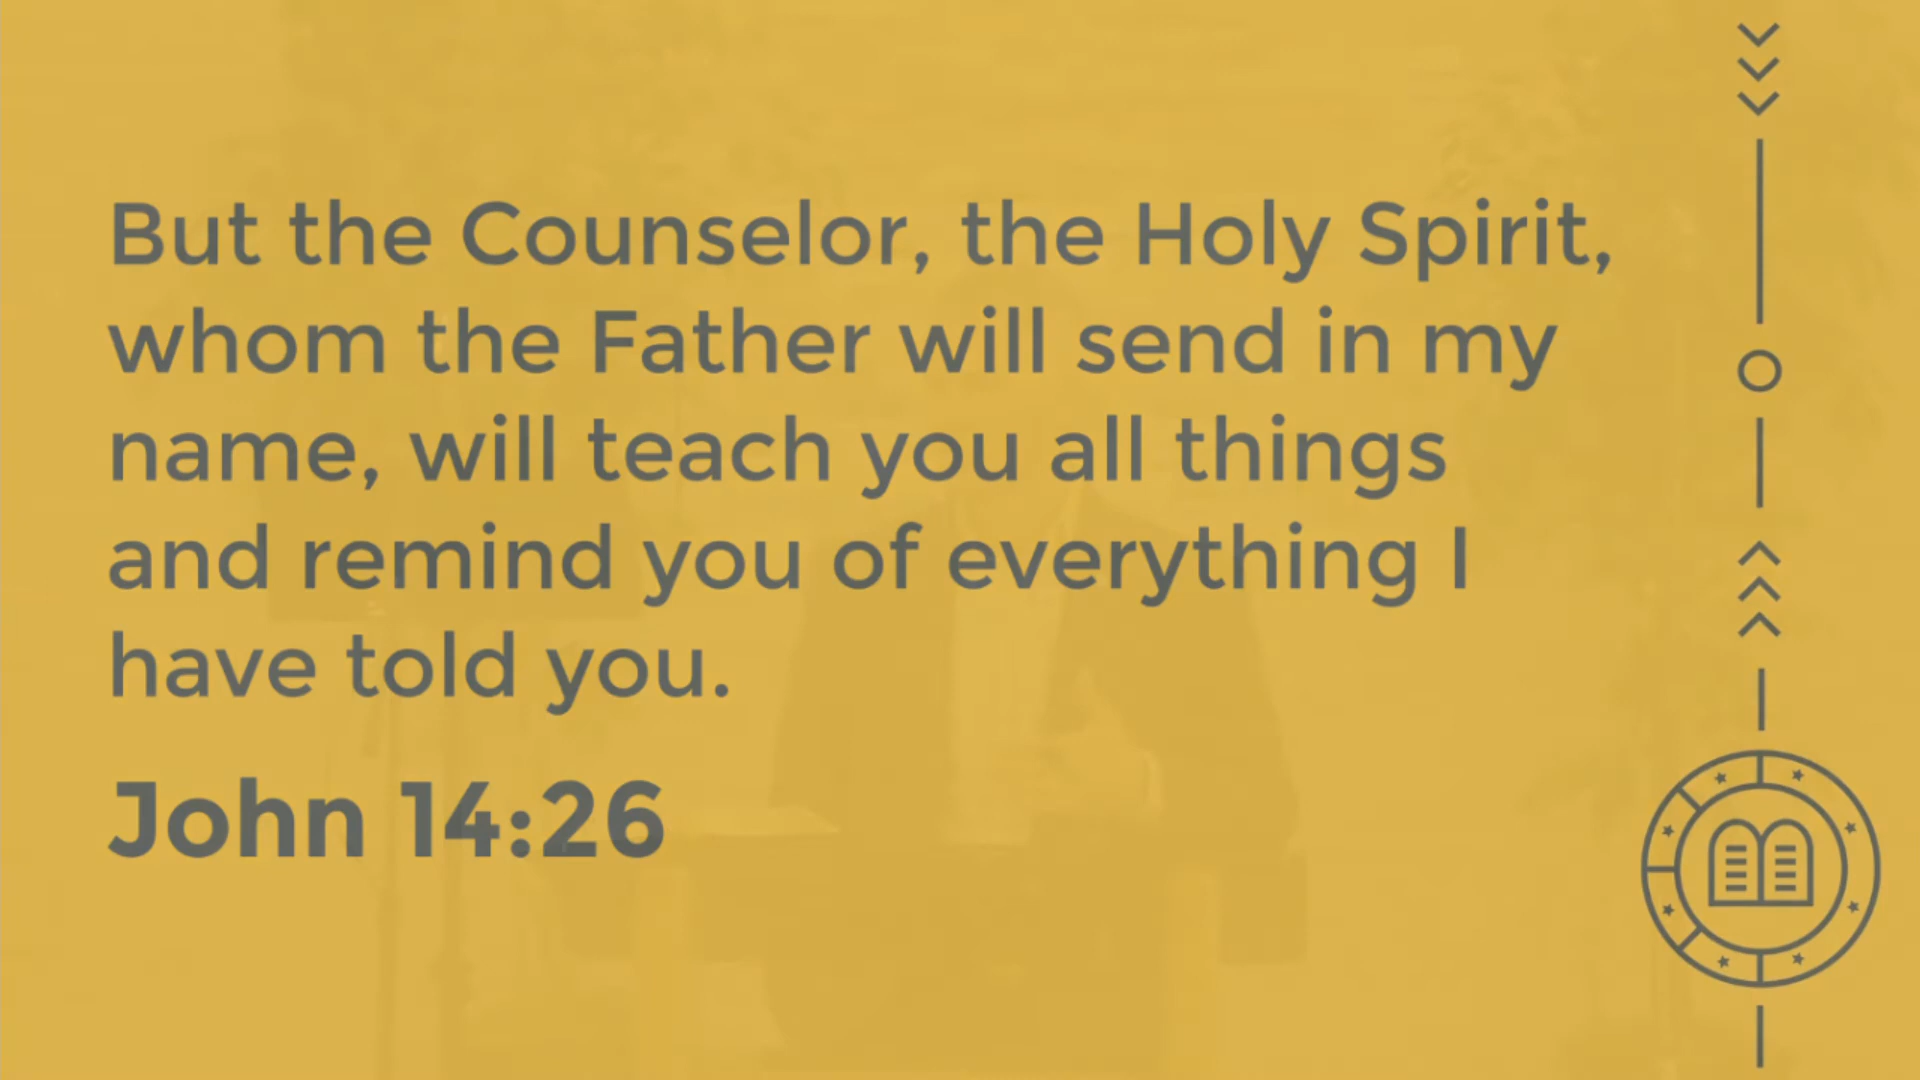 But the Counselor, the Holy Spirit,
whom the Father will send in my
name, will teach you all things
and remind you of everything I
have told you.
John 14:26